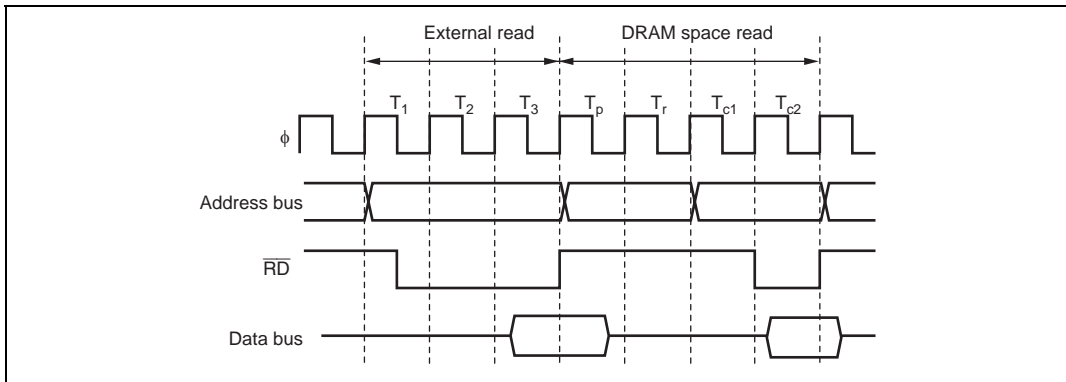 External read DRAM space read
T1 T2 T3 Tp Tr Tc1 Tc2
ϕ
Address bus
RD
Data bus